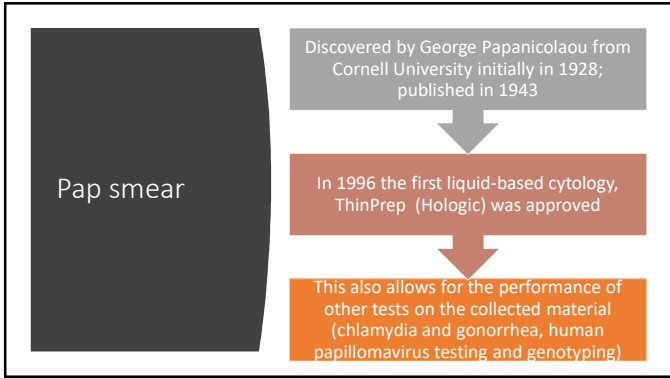 Pap smear
Discovered by George Papanicolaou from
Cornell University initially in 1928;
published in 1943
In 1996 the first liquid-based cytology,
ThinPrep (Hologic) was approved
This also allows for the performance of
other tests on the collected material
(chlamydia and gonorrhea, human
papillomavirus testing and genotyping)